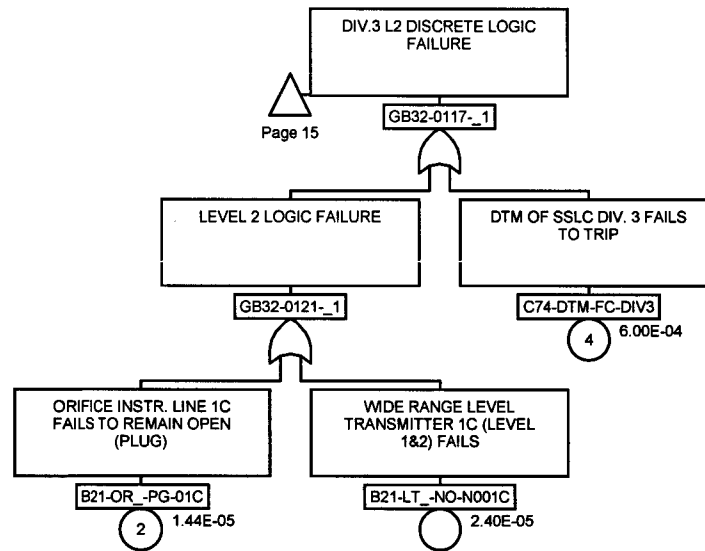 DIV.3 L2 DISCRETE LOGIC
FAILURE
Page 15
GB32-0117-_1
LEVEL 2 LOGIC FAILURE
DTM OF SSLC DIV. 3 FAILS
TO TRIP
GB32-0121-_1
C74-DTM-FC-DIV3
4
6.00E-04
ORIFICE INSTR. LINE 1C
FAILS TO REMAIN OPEN
(PLUG)
WIDE RANGE LEVEL
TRANSMITTER 1C (LEVEL
1&2) FAILS
B21-OR_-PG-01C
B21-LT_-NO-N001C
2
1.44E-05
2.40E-05